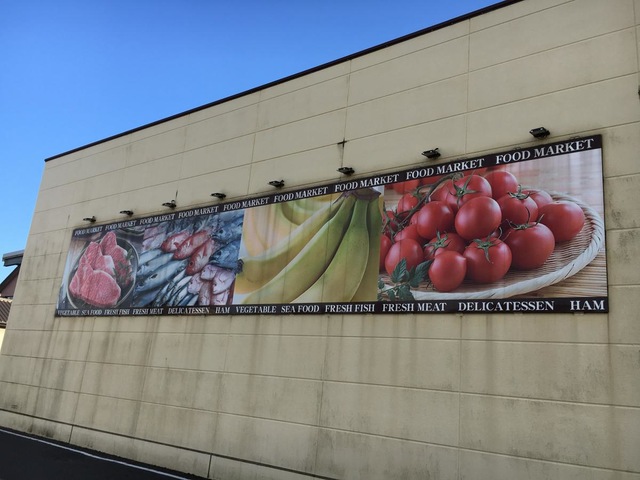 FOOD MARKET FOOD MARKET FOOD MARKET FOOD MARKET FOOD MARKET FOOD MARKET FOOD MARKET FOOD MARKET
VEGETABLE SEA FOOD FRESH FISH FRESH MEAT DELICATESSEN HAM VEGETABLE SEA FOOD FRESH FISH FRESH MEAT DELICATESSEN HAM